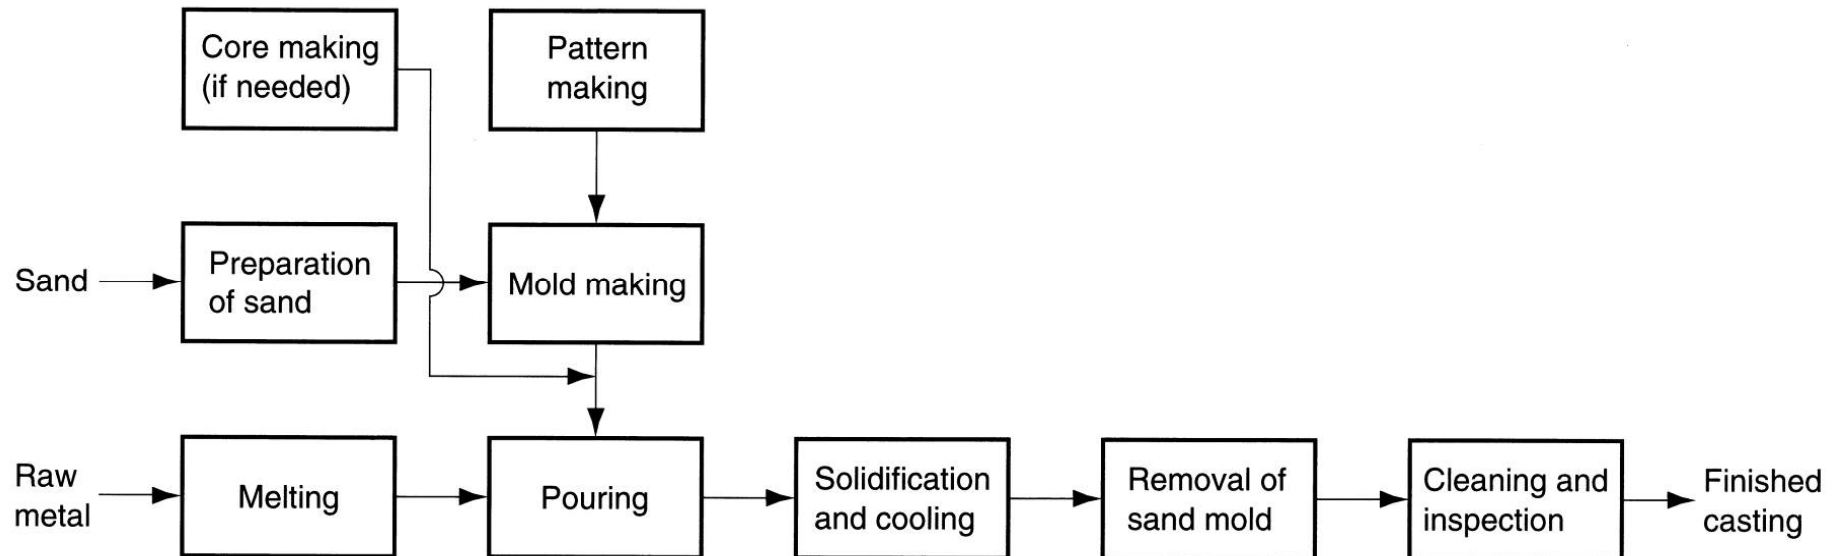 Core making
(if needed)
Pattern
making
Sand
Preparation
of sand
Mold making
Raw
metal
Melting
Pouring
Solidification
and cooling
Removal of
sand mold
Cleaning and
inspection
Finished
casting